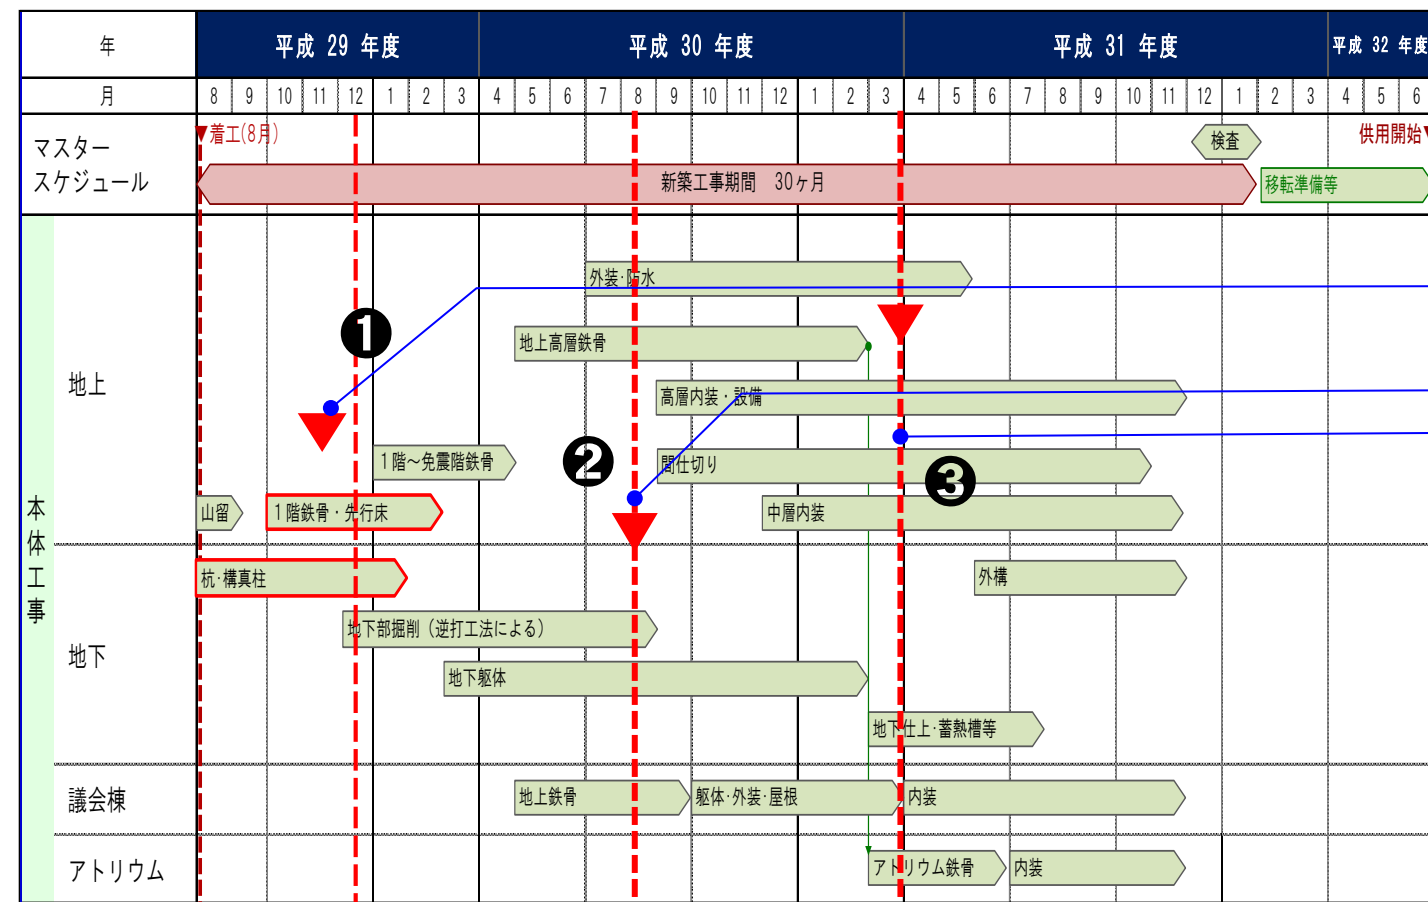 年
平成 29 年度
平成 30 年度
平成 31 年度
平成 32 年度
月
8 9 10 11 12 1 2 3 4 5 6 7 8 9 10 11 12 1 2 3 4 5 6 7 8 9 10 11 12 1 2 3 4 5 6
マスター
スケジュール
着工(8月)
検査
供用開始
新築工事期間 30ヶ月
移転準備等
本体工事
地上
外装・防水
❶
地上高層鉄骨
高層内装・設備
1階～免震階鉄骨
❷
間仕切り
❸
山留
1階鉄骨・先行床
中層内装
地下
杭・構真柱
外構
地下部掘削（逆打工法による）
地下躯体
地下仕上・蓄熱槽等
議会棟
地上鉄骨
躯体・外装・屋根
内装
アトリウム
アトリウム鉄骨
内装